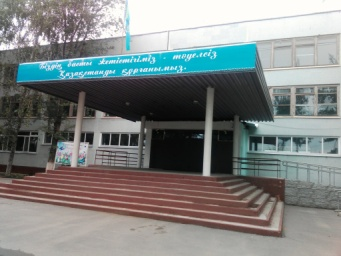 Біздің басты жетістігіміз - тәуелсіз
Қазақстанды құрғанымыз.